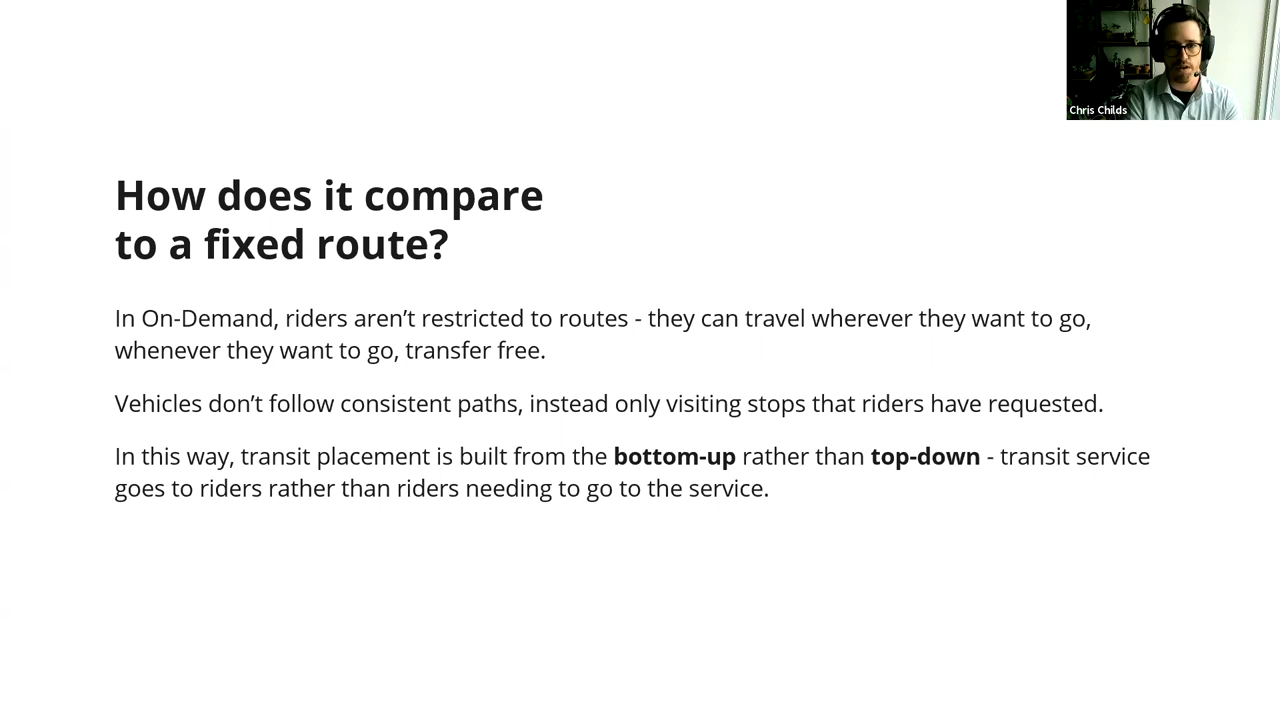 Chris Childs
How does it compare
to a fixed route?
In On-Demand, riders aren’t restricted to routes - they can travel wherever they want to go,
whenever they want to go, transfer free.
Vehicles don’t follow consistent paths, instead only visiting stops that riders have requested.
In this way, transit placement is built from the bottom-up rather than top-down - transit service
goes to riders rather than riders needing to go to the service.